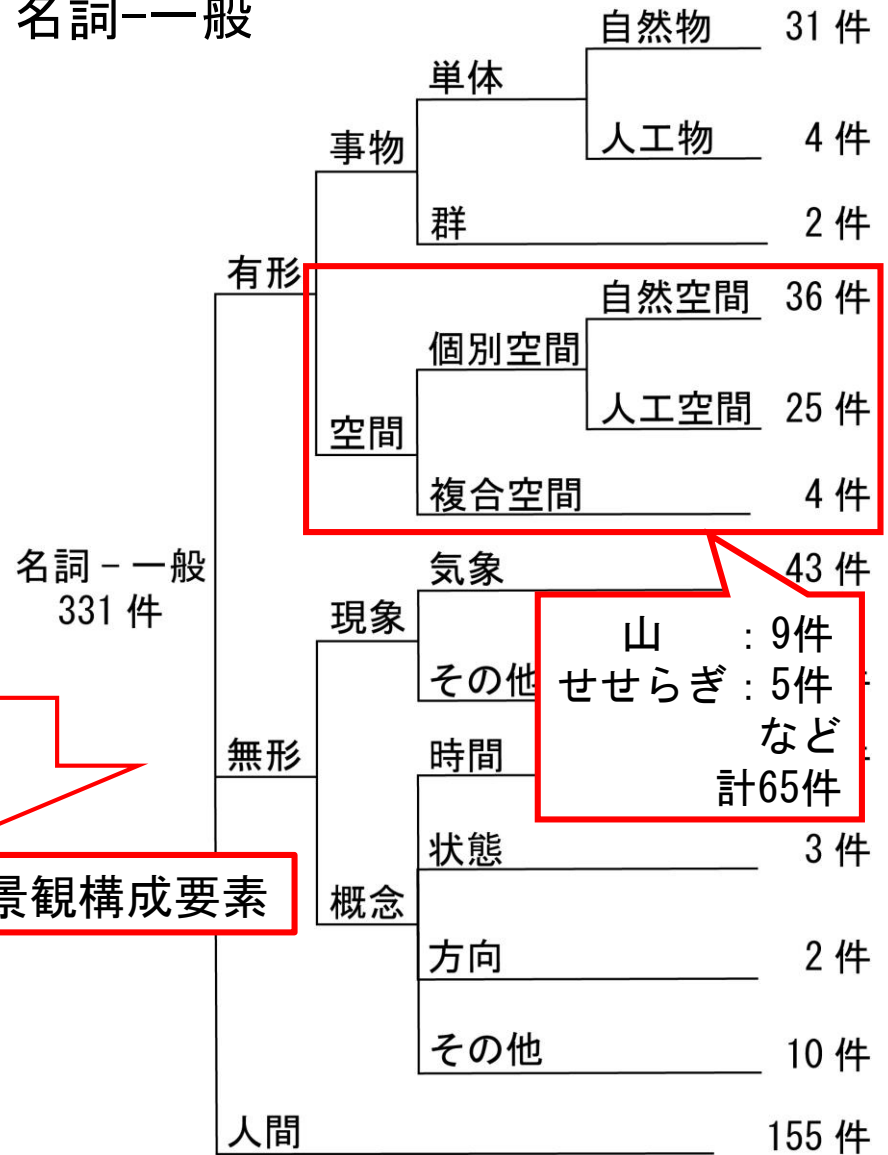 名詞-一般
自然物 31 件
単体
人工物 4 件
事物
群 2 件
有形
自然空間 36 件
個別空間
人工空間 25 件
空間
複合空間 4 件
名詞-一般
331 件
気象 43 件
現象
その他
山 : 9件
せせらぎ : 5件
など
計65件
無形
時間
状態 3 件
景観構成要素
概念
方向 2 件
その他 10 件
人間 155 件